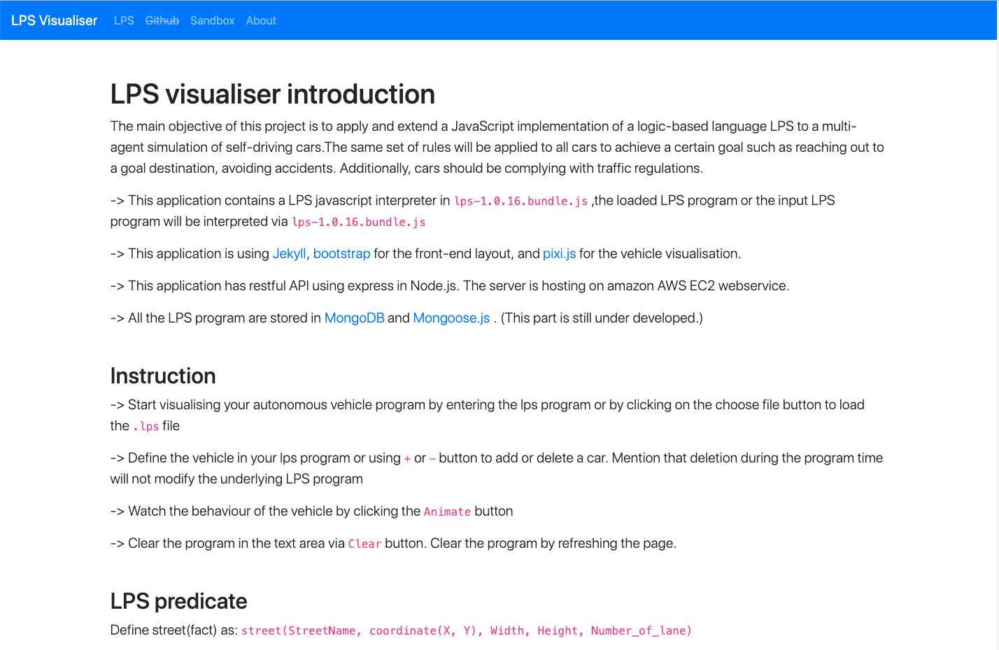 LPS Visualiser LPS Github Sandbox About
LPS visualiser introduction
The main objective of this project is to apply and extend a JavaScript implementation of a logic-based language LPS to a multi-
agent simulation of self-driving cars.The same set of rules will be applied to all cars to achieve a certain goal such as reaching out to
a goal destination, avoiding accidents. Additionally, cars should be complying with traffic regulations.
-> This application contains a LPS javascript interpreter in lps-1.0.16.bundle.js ,the loaded LPS program or the input LPS
program will be interpreted via lps-1.0.16.bundle.js
-> This application is using Jekyll, bootstrap for the front-end layout, and pixi.js for the vehicle visualisation.
-> This application has restful API using express in Node.js. The server is hosting on amazon AWS EC2 webservice.
-> All the LPS program are stored in MongoDB and Mongoose.js . (This part is still under developed.)
Instruction
-> Start visualising your autonomous vehicle program by entering the lps program or by clicking on the choose file button to load
the .lps file
-> Define the vehicle in your lps program or using + or - button to add or delete a car. Mention that deletion during the program time
will not modify the underlying LPS program
-> Watch the behaviour of the vehicle by clicking the Animate button
-> Clear the program in the text area via Clear button. Clear the program by refreshing the page.
LPS predicate
Define street(fact) as: street(StreetName, coordinate(X, Y), Width, Height, Number_of_lane)